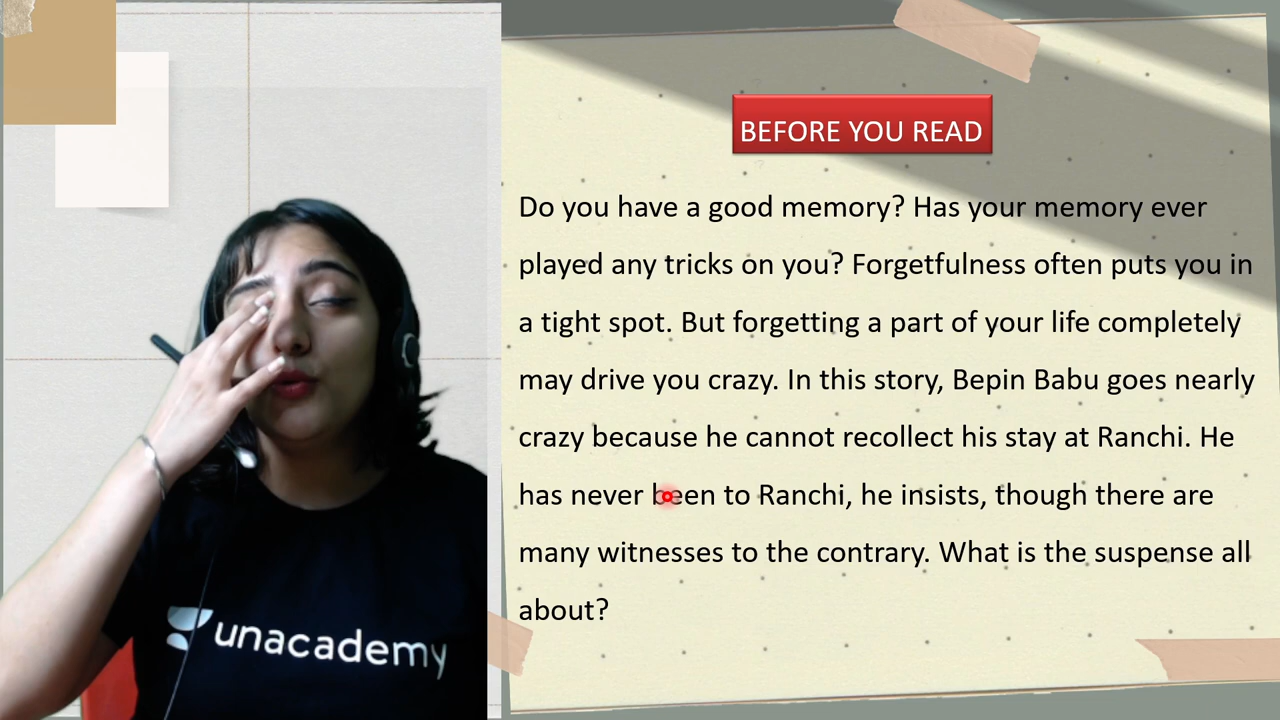 BEFORE YOU READ
Do you have a good memory? Has your memory ever
played any tricks on you? Forgetfulness often puts you in
a tight spot. But forgetting a part of your life completely
may drive you crazy. In this story, Bepin Babu goes nearly
crazy because he cannot recollect his stay at Ranchi. He
has never been to Ranchi, he insists, though there are
many witnesses to the contrary. What is the suspense all
about?
unacademy